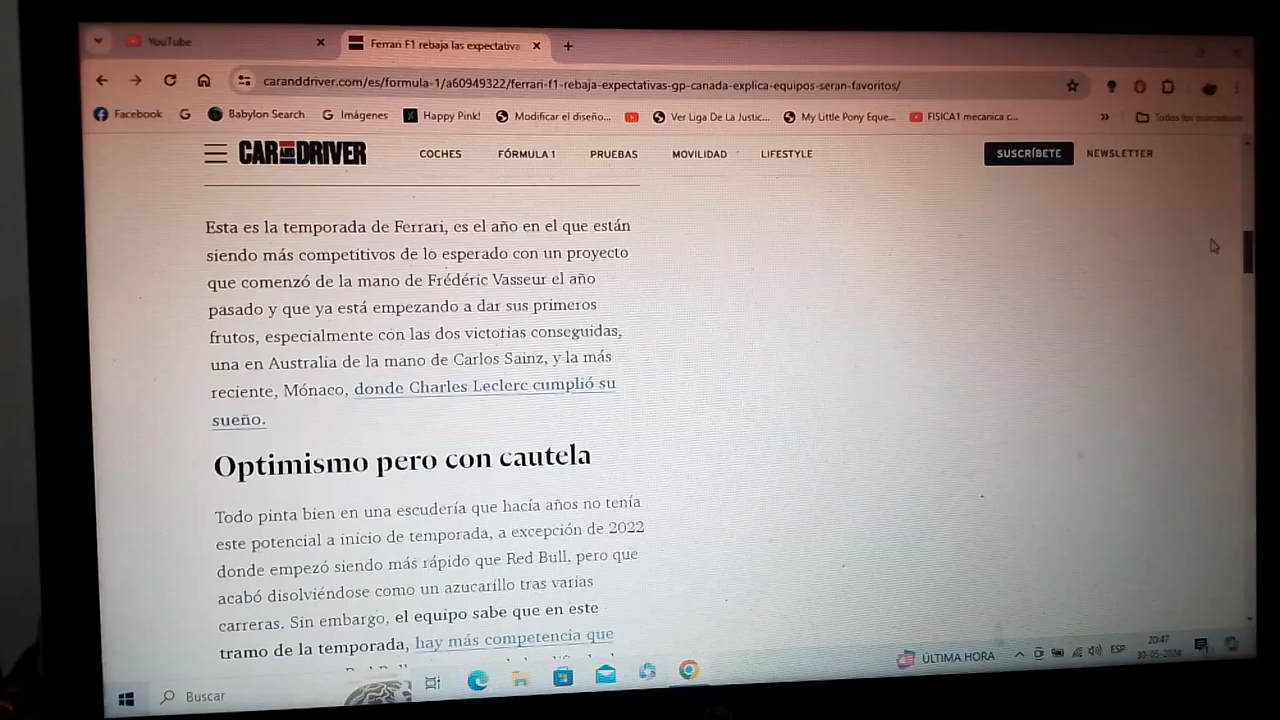 YouTube
Ferrari F1 rebaja las expectativa
caranddriver.com/es/formula-1/a60949322/ferrari-f1-rebaja-expectativas-gp-canada-explica-equipos-seran-favoritos/
Facebook
Babylon Search
Imágenes
Happy Pink!
Modificar el diseño...
Ver Liga De La Justic...
My Little Pony Eque...
FISICA1 mecanica c...
»
Todos los marcadores
CAR AND DRIVER
COCHES
FÓRMULA 1
PRUEBAS
MOVILIDAD
LIFESTYLE
SUSCRÍBETE
NEWSLETTER
Esta es la temporada de Ferrari, es el año en el que están
siendo más competitivos de lo esperado con un proyecto
que comenzó de la mano de Frédéric Vasseur el año
pasado y que ya está empezando a dar sus primeros
frutos, especialmente con las dos victorias conseguidas,
una en Australia de la mano de Carlos Sainz, y la más
reciente, Mónaco, donde Charles Leclerc cumplió su
sueño.
Optimismo pero con cautela
Todo pinta bien en una escudería que hacía años no tenía
este potencial a inicio de temporada, a excepción de 2022
donde empezó siendo más rápido que Red Bull, pero que
acabó disolviéndose como un azucarillo tras varias
carreras. Sin embargo, el equipo sabe que en este
tramo de la temporada, hay más competencia que
Buscar
ÚLTIMA HORA
ESP
20:47
30-05-2024